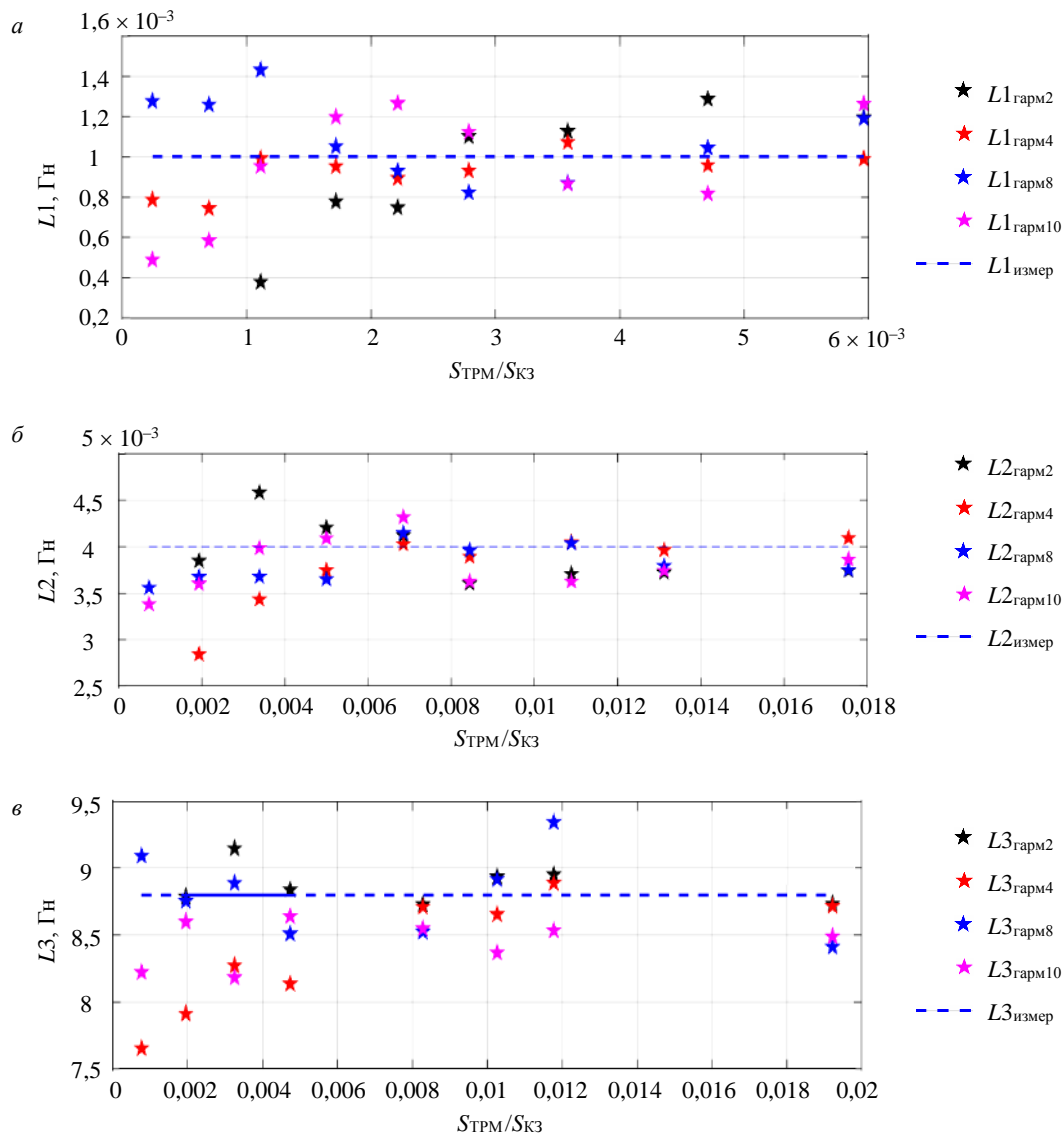 а
1,6 × 10⁻³
1,4
1,2
1
0,8
0,6
0,4
0,2
L1, Гн
0 1 2 3 4 5 6 × 10⁻³
SТРМ/SКЗ
L1гарм2
L1гарм4
L1гарм8
L1гарм10
L1измер
б
5 × 10⁻³
4,5
4
3,5
3
2,5
L2, Гн
0 0,002 0,004 0,006 0,008 0,01 0,012 0,014 0,016 0,018
SТРМ/SКЗ
L2гарм2
L2гарм4
L2гарм8
L2гарм10
L2измер
в
9,5
9
8,5
8
7,5
L3, Гн
0 0,002 0,004 0,006 0,008 0,01 0,012 0,014 0,016 0,018 0,02
SТРМ/SКЗ
L3гарм2
L3гарм4
L3гарм8
L3гарм10
L3измер